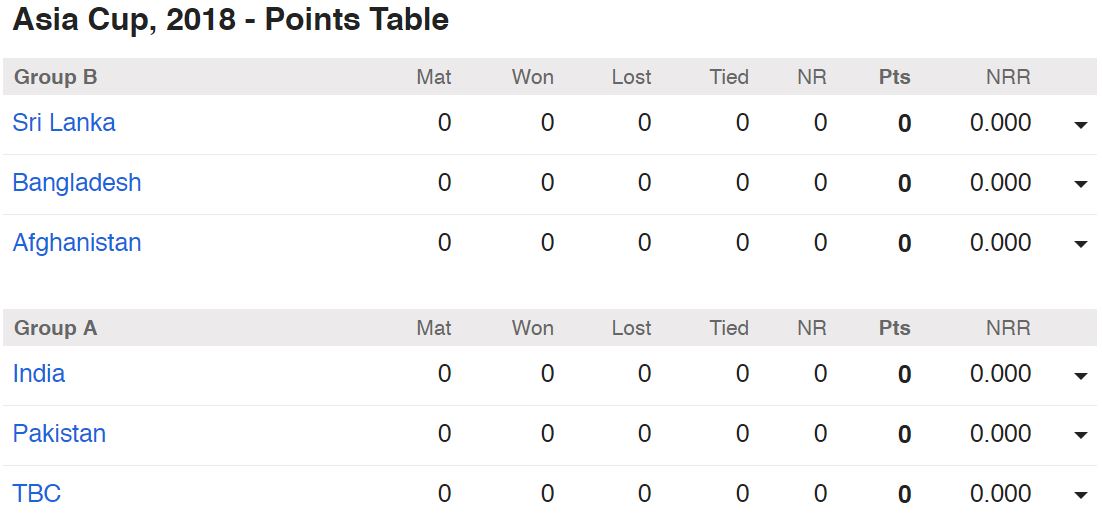 Asia Cup, 2018 - Points Table
Group B Mat Won Lost Tied NR Pts NRR
Sri Lanka 0 0 0 0 0 0 0.000
Bangladesh 0 0 0 0 0 0 0.000
Afghanistan 0 0 0 0 0 0 0.000
Group A Mat Won Lost Tied NR Pts NRR
India 0 0 0 0 0 0 0.000
Pakistan 0 0 0 0 0 0 0.000
TBC 0 0 0 0 0 0 0.000